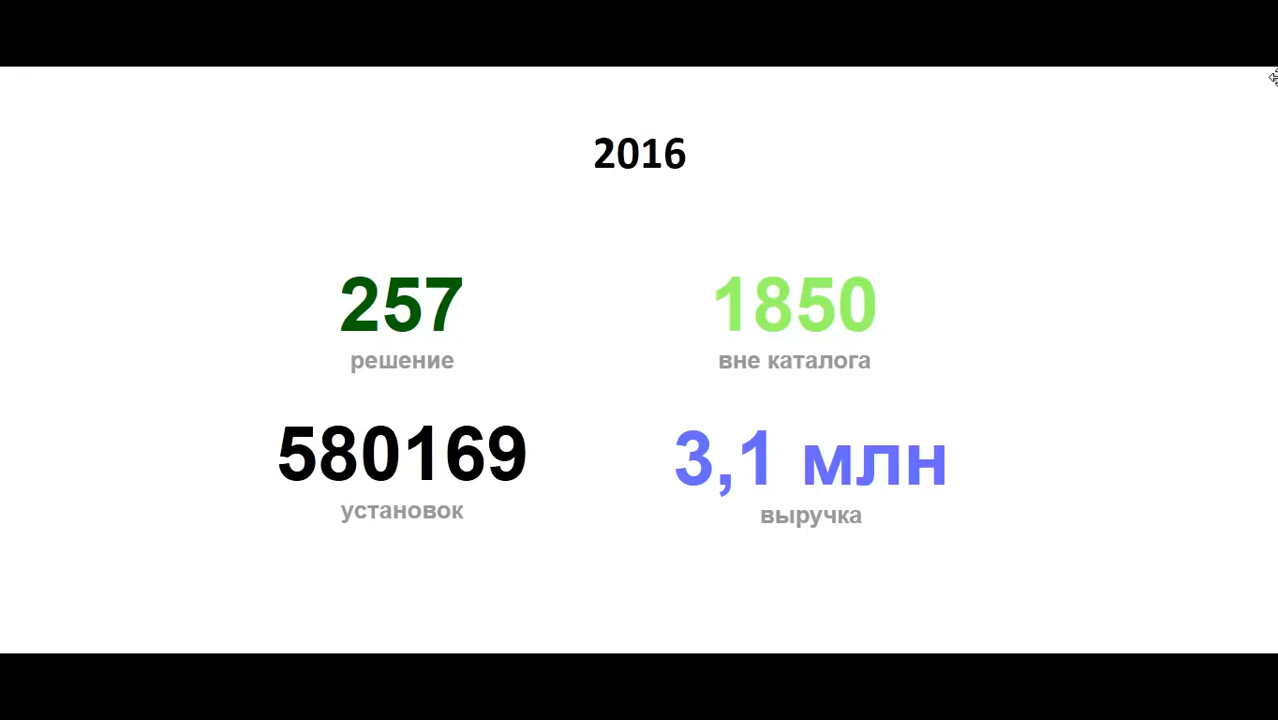 2016
257
решение
1850
вне каталога
580169
установок
3,1 млн
выручка